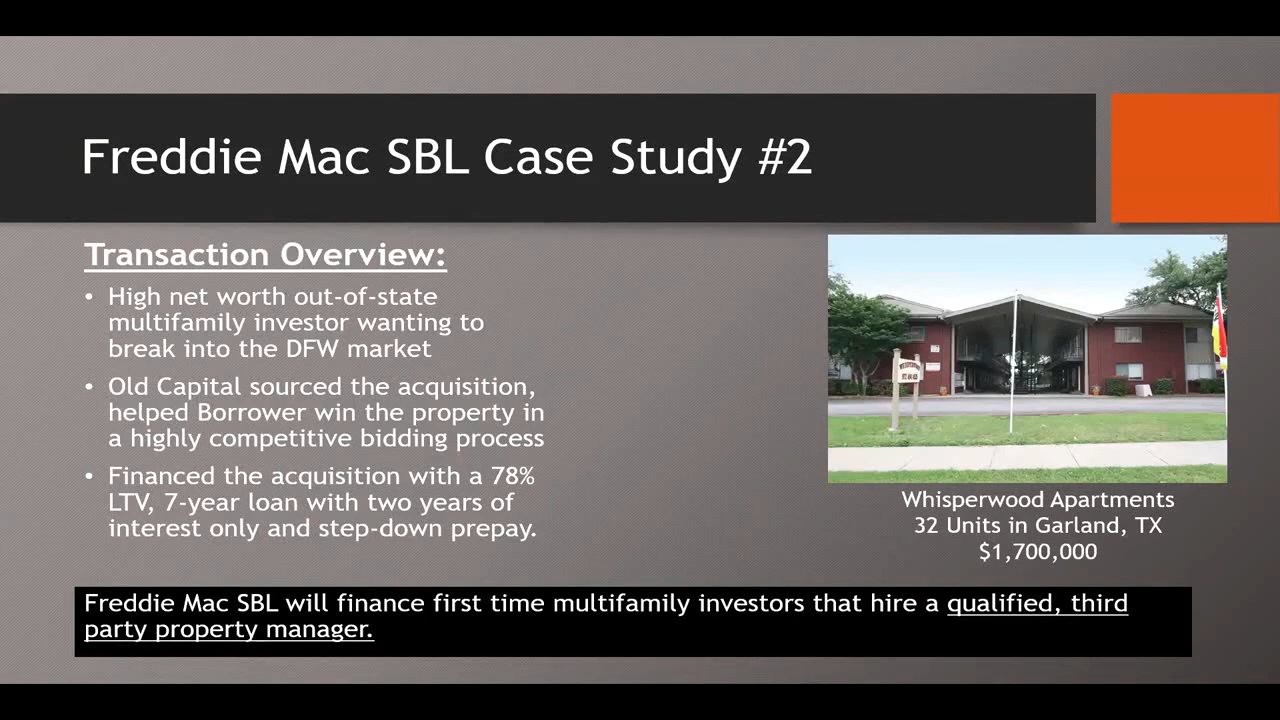 Freddie Mac SBL Case Study #2
Transaction Overview:
• High net worth out-of-state
multifamily investor wanting to
break into the DFW market
• Old Capital sourced the acquisition,
helped Borrower win the property in
a highly competitive bidding process
• Financed the acquisition with a 78%
LTV, 7-year loan with two years of
interest only and step-down prepay.
Whisperwood Apartments
32 Units in Garland, TX
$1,700,000
Freddie Mac SBL will finance first time multifamily investors that hire a qualified, third
party property manager.